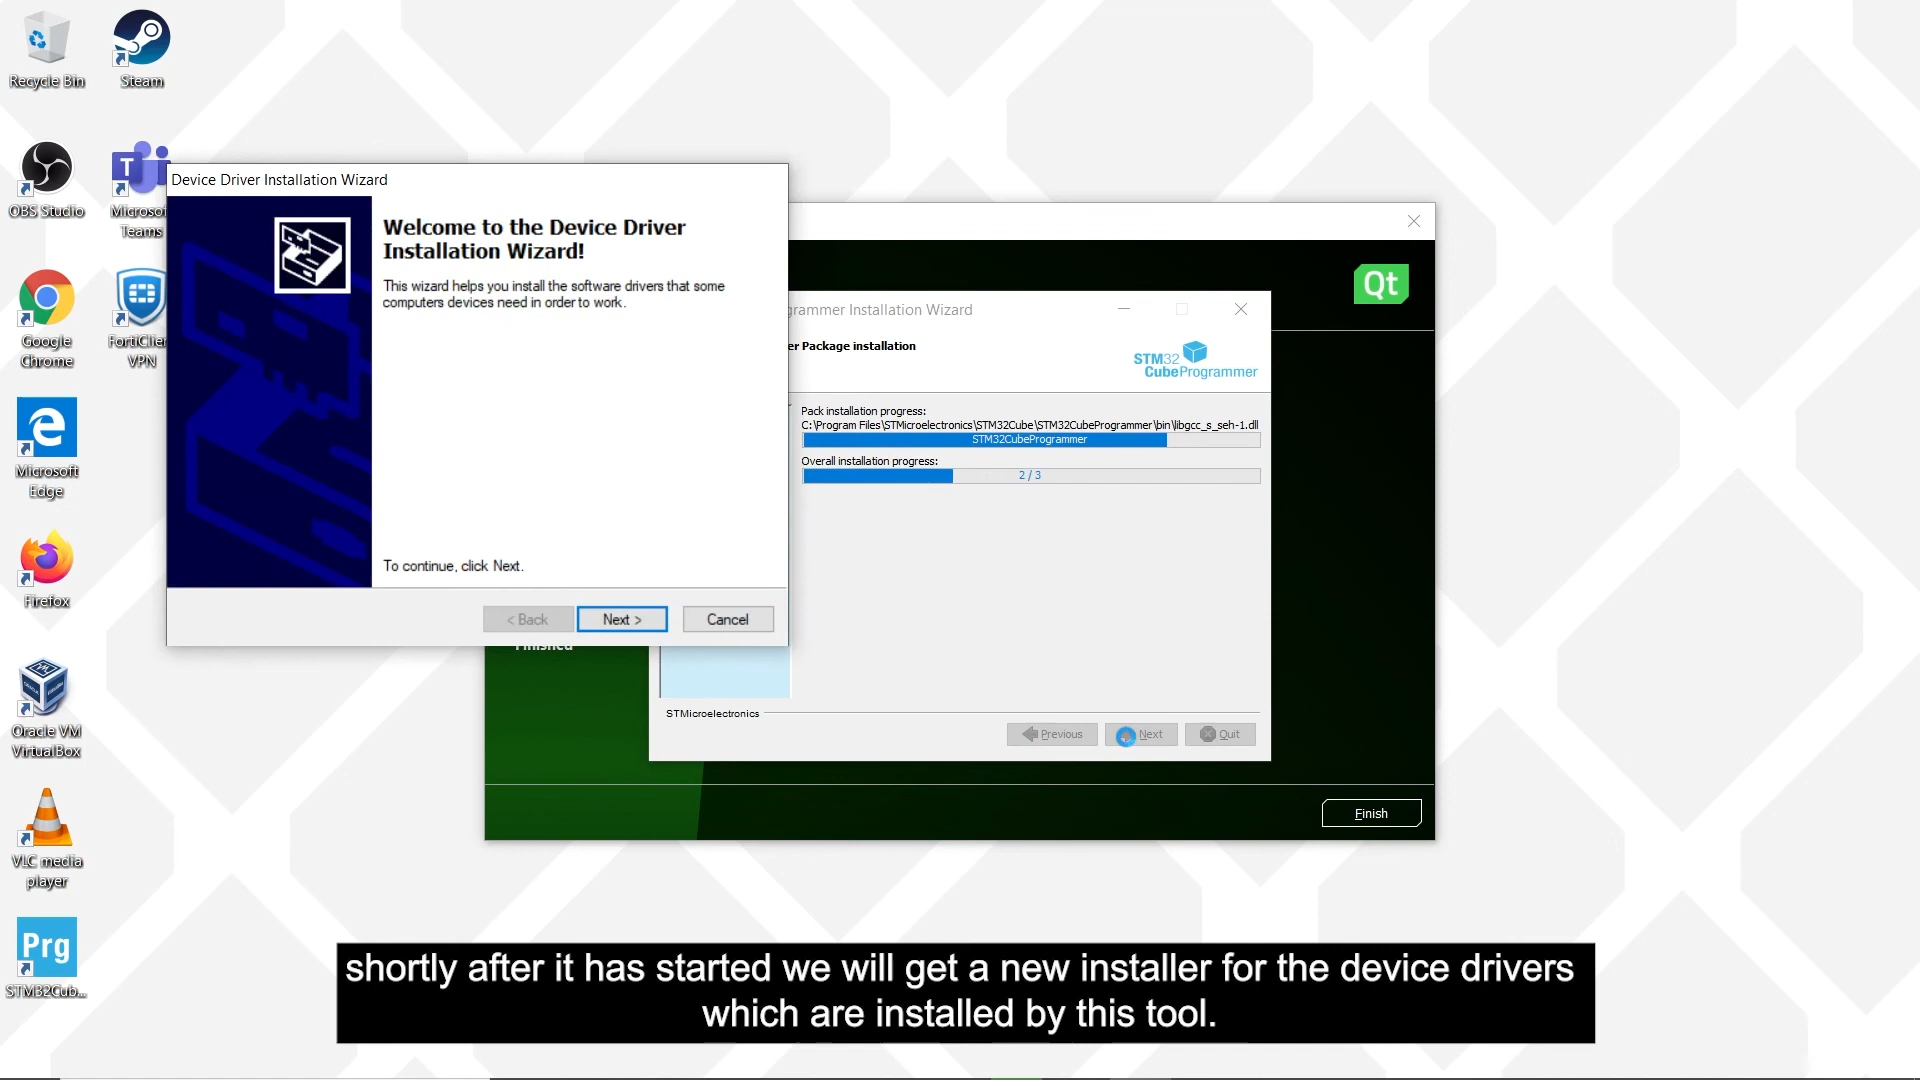 Recycle Bin
Steam
OBS Studio
Microsof
Teams
Google
Chrome
FortiClien
VPN
Microsoft
Edge
Firefox
Oracle VM
VirtualBox
VLC media
player
Prg
STM32Cub...
Device Driver Installation Wizard
Welcome to the Device Driver
Installation Wizard!
This wizard helps you install the software drivers that some
computers devices need in order to work.
To continue, click Next.
< Back
Next >
Cancel
Qt
grammer Installation Wizard
er Package installation
STM32
CubeProgrammer
Pack installation progress:
C:\Program Files\STMicroelectronics\STM32Cube\STM32CubeProgrammer\bin\libgcc_s_seh-1.dll
STM32CubeProgrammer
Overall installation progress:
2 / 3
Finished
STMicroelectronics
Previous
Next
Quit
Finish
shortly after it has started we will get a new installer for the device drivers
which are installed by this tool.